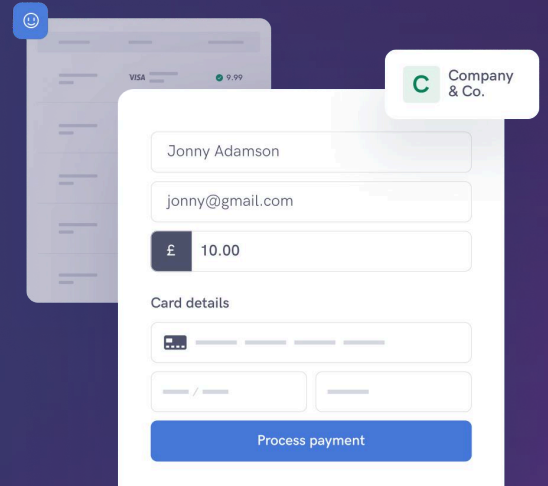 VISA
9.99
C
Company
& Co.
Jonny Adamson
jonny@gmail.com
£ 10.00
Card details
/
Process payment